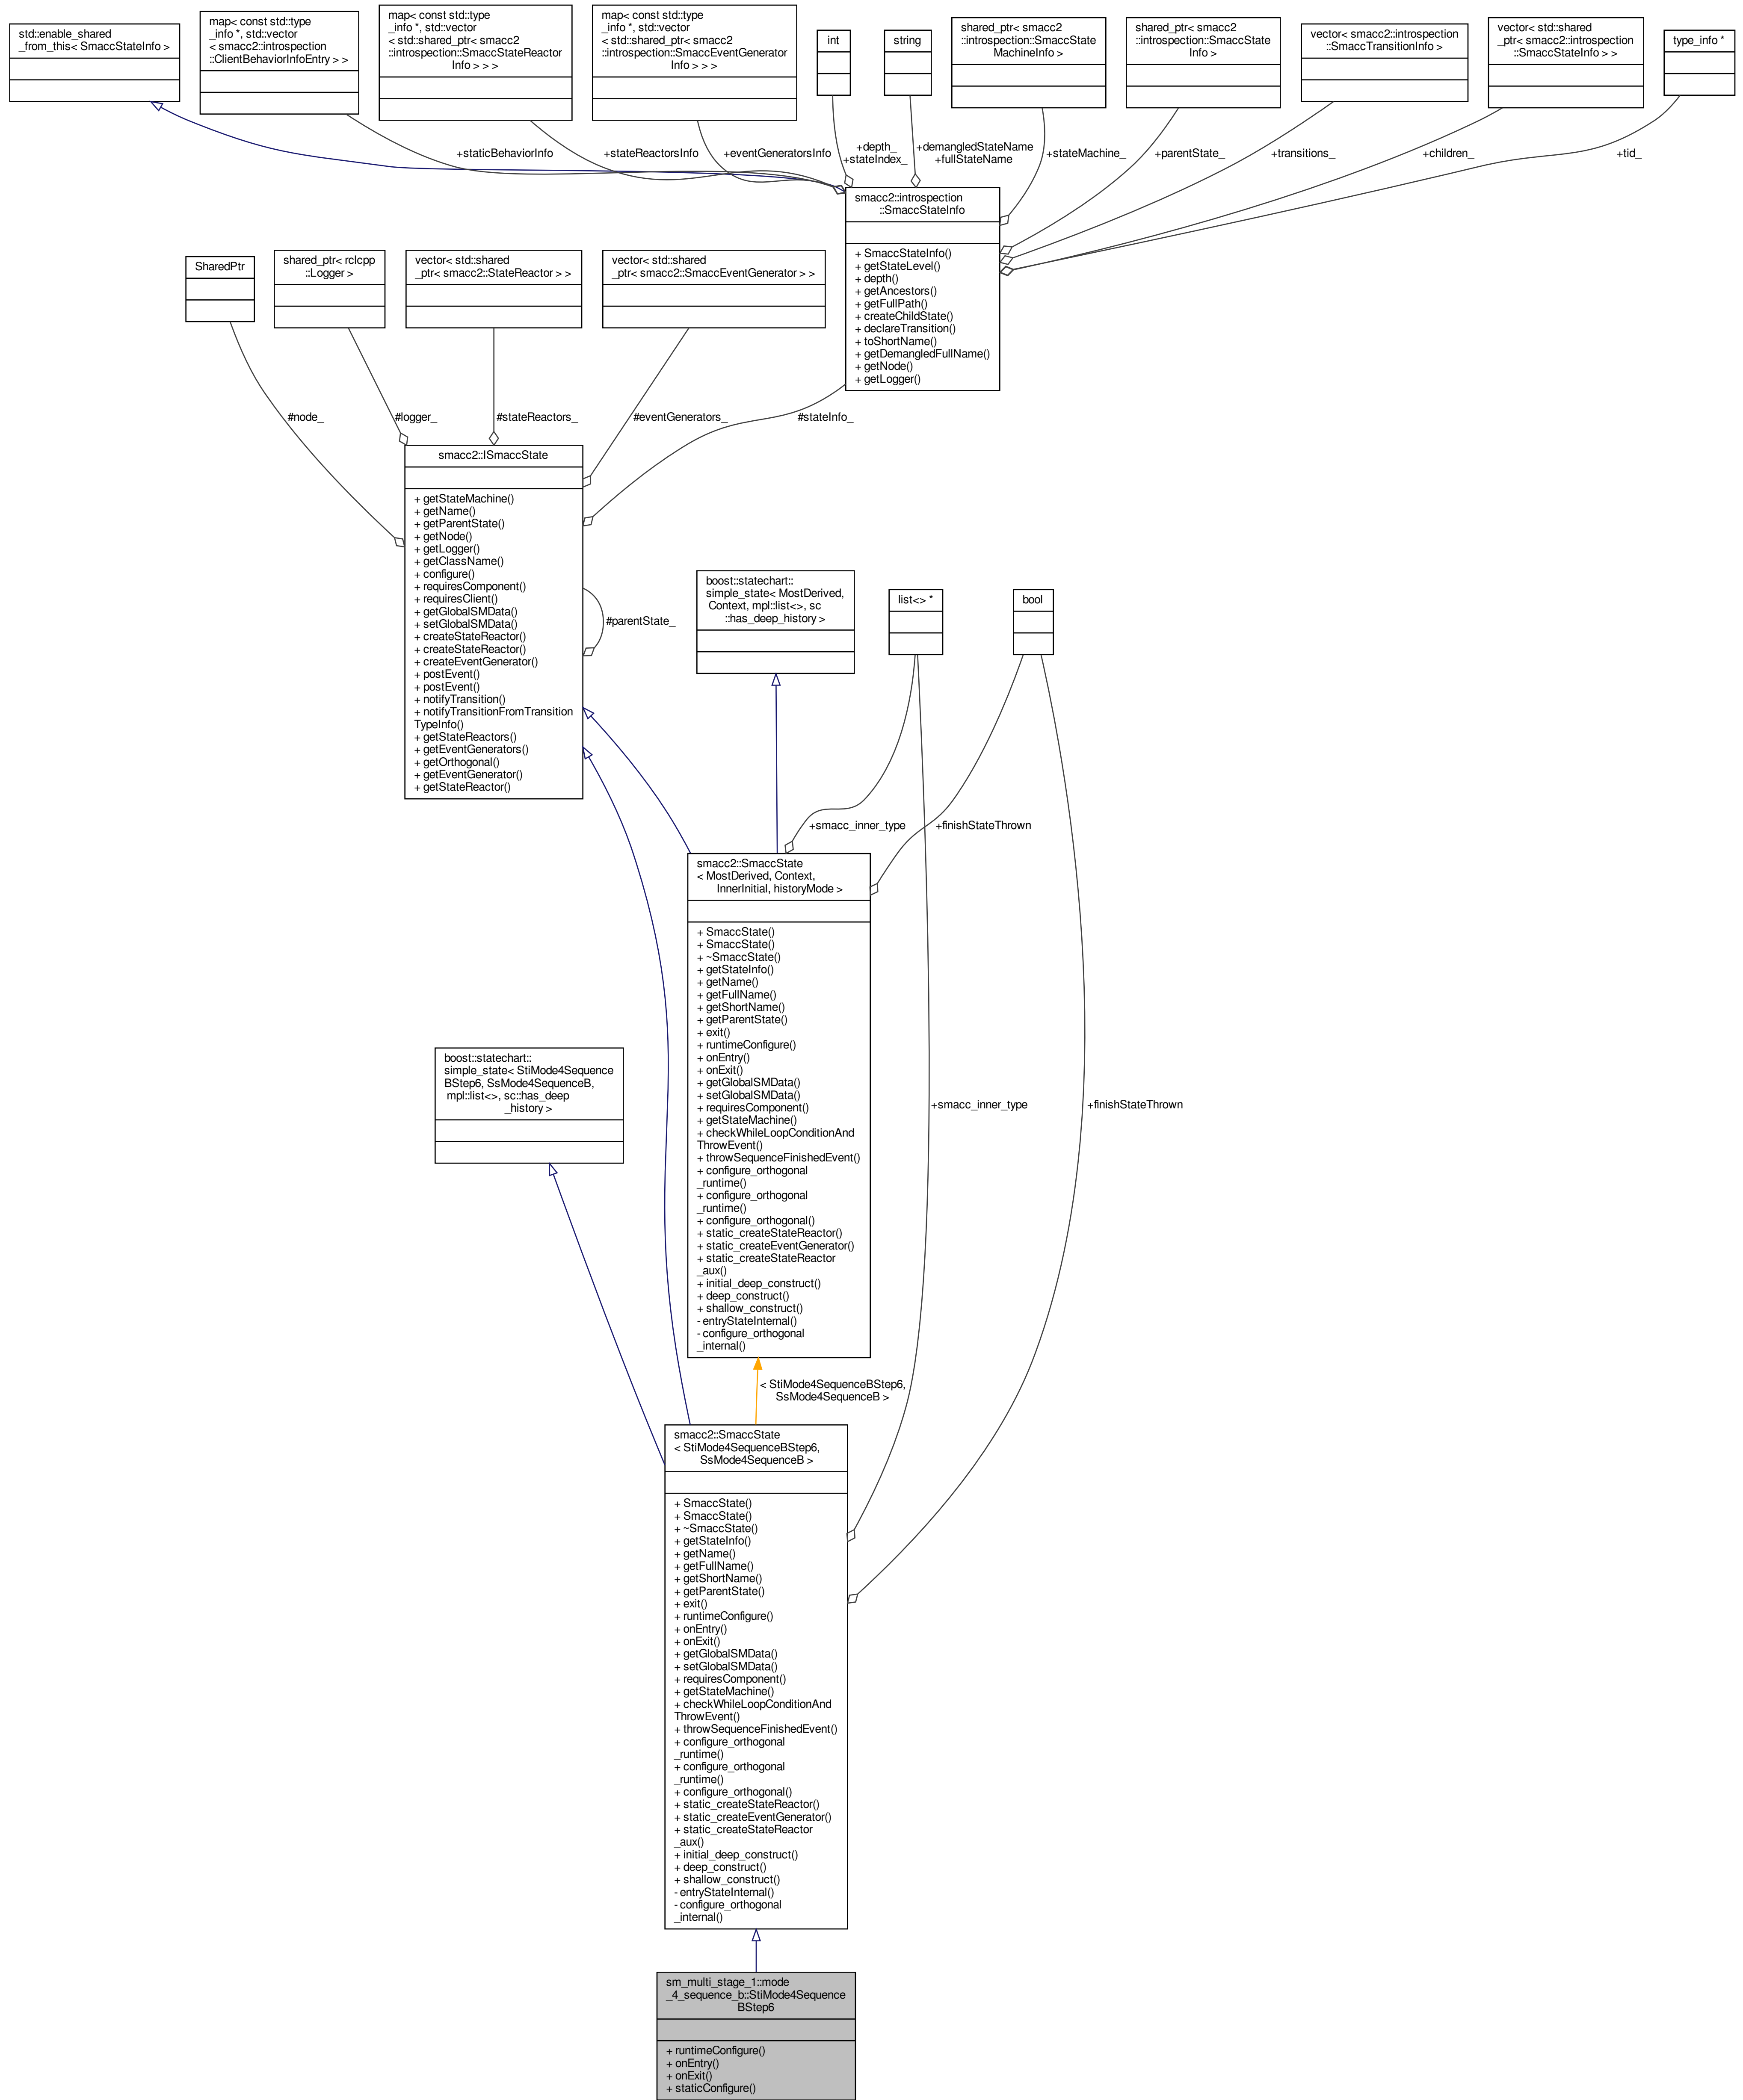 std::enable_shared
_from_this< SmaccStateInfo >
map< const std::type
_info *, std::vector
< smacc2::introspection
::ClientBehaviorInfoEntry > >
map< const std::type
_info *, std::vector
< std::shared_ptr< smacc2
::introspection::SmaccStateReactor
Info > > >
map< const std::type
_info *, std::vector
< std::shared_ptr< smacc2
::introspection::SmaccEventGenerator
Info > > >
int
string
shared_ptr< smacc2
::introspection::SmaccState
MachineInfo >
shared_ptr< smacc2
::introspection::SmaccState
Info >
vector< smacc2::introspection
::SmaccTransitionInfo >
vector< std::shared
_ptr< smacc2::introspection
::SmaccStateInfo > >
type_info *
+staticBehaviorInfo
+stateReactorsInfo
+eventGeneratorsInfo
+depth_
+stateIndex_
+demangledStateName
+fullStateName
+stateMachine_
+parentState_
+transitions_
+children_
+tid_
smacc2::introspection
::SmaccStateInfo
+ SmaccStateInfo()
+ getStateLevel()
+ depth()
+ getAncestors()
+ getFullPath()
+ createChildState()
+ declareTransition()
+ toShortName()
+ getDemangledFullName()
+ getNode()
+ getLogger()
SharedPtr
shared_ptr< rclcpp
::Logger >
vector< std::shared
_ptr< smacc2::StateReactor > >
vector< std::shared
_ptr< smacc2::SmaccEventGenerator > >
#node_
#logger_
#stateReactors_
#eventGenerators_
#stateInfo_
smacc2::ISmaccState
+ getStateMachine()
+ getName()
+ getParentState()
+ getNode()
+ getLogger()
+ getClassName()
+ configure()
+ requiresComponent()
+ requiresClient()
+ getGlobalSMData()
+ setGlobalSMData()
+ createStateReactor()
+ createStateReactor()
+ createEventGenerator()
+ postEvent()
+ postEvent()
+ notifyTransition()
+ notifyTransitionFromTransition
TypeInfo()
+ getStateReactors()
+ getEventGenerators()
+ getOrthogonal()
+ getEventGenerator()
+ getStateReactor()
#parentState_
boost::statechart::
simple_state< MostDerived,
Context, mpl::list<>, sc
::has_deep_history >
list<> *
bool
+smacc_inner_type
+finishStateThrown
smacc2::SmaccState
< MostDerived, Context,
InnerInitial, historyMode >
+ SmaccState()
+ SmaccState()
+ ~SmaccState()
+ getStateInfo()
+ getName()
+ getFullName()
+ getShortName()
+ getParentState()
+ exit()
+ runtimeConfigure()
+ onEntry()
+ onExit()
+ getGlobalSMData()
+ setGlobalSMData()
+ requiresComponent()
+ getStateMachine()
+ checkWhileLoopConditionAnd
ThrowEvent()
+ throwSequenceFinishedEvent()
+ configure_orthogonal
_runtime()
+ configure_orthogonal
_runtime()
+ configure_orthogonal()
+ static_createStateReactor()
+ static_createEventGenerator()
+ static_createStateReactor
_aux()
+ initial_deep_construct()
+ deep_construct()
+ shallow_construct()
- entryStateInternal()
- configure_orthogonal
_internal()
boost::statechart::
simple_state< StiMode4Sequence
BStep6, SsMode4SequenceB,
mpl::list<>, sc::has_deep
_history >
+smacc_inner_type
+finishStateThrown
< StiMode4SequenceBStep6,
SsMode4SequenceB >
smacc2::SmaccState
< StiMode4SequenceBStep6,
SsMode4SequenceB >
+ SmaccState()
+ SmaccState()
+ ~SmaccState()
+ getStateInfo()
+ getName()
+ getFullName()
+ getShortName()
+ getParentState()
+ exit()
+ runtimeConfigure()
+ onEntry()
+ onExit()
+ getGlobalSMData()
+ setGlobalSMData()
+ requiresComponent()
+ getStateMachine()
+ checkWhileLoopConditionAnd
ThrowEvent()
+ throwSequenceFinishedEvent()
+ configure_orthogonal
_runtime()
+ configure_orthogonal
_runtime()
+ configure_orthogonal()
+ static_createStateReactor()
+ static_createEventGenerator()
+ static_createStateReactor
_aux()
+ initial_deep_construct()
+ deep_construct()
+ shallow_construct()
- entryStateInternal()
- configure_orthogonal
_internal()
sm_multi_stage_1::mode
_4_sequence_b::StiMode4Sequence
BStep6
+ runtimeConfigure()
+ onEntry()
+ onExit()
+ staticConfigure()